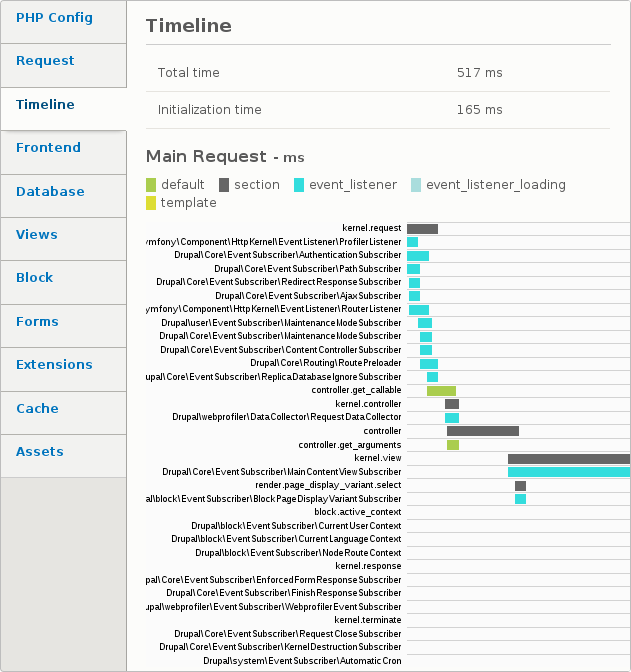 PHP Config
Request
Timeline
Frontend
Database
Views
Block
Forms
Extensions
Cache
Assets
Timeline
Total time 517 ms
Initialization time 165 ms
Main Request - ms
default section event_listener event_listener_loading
template
kernel.request
ymfony\Component\HttpKernel\EventListener\ProfilerListener
Drupal\Core\EventSubscriber\AuthenticationSubscriber
Drupal\Core\EventSubscriber\PathSubscriber
Drupal\Core\EventSubscriber\RedirectResponseSubscriber
Drupal\Core\EventSubscriber\AjaxSubscriber
ymfony\Component\HttpKernel\EventListener\RouterListener
Drupal\user\EventSubscriber\MaintenanceModeSubscriber
Drupal\Core\EventSubscriber\MaintenanceModeSubscriber
Drupal\Core\EventSubscriber\ContentControllerSubscriber
Drupal\Core\Routing\RoutePreloader
upal\Core\EventSubscriber\ReplicaDatabaseIgnoreSubscriber
controller.get_callable
kernel.controller
Drupal\webprofiler\DataCollector\RequestDataCollector
controller
controller.get_arguments
kernel.view
Drupal\Core\EventSubscriber\MainContentViewSubscriber
render.page_display_variant.select
al\block\EventSubscriber\BlockPageDisplayVariantSubscriber
block.active_context
Drupal\block\EventSubscriber\CurrentUserContext
Drupal\block\EventSubscriber\CurrentLanguageContext
Drupal\block\EventSubscriber\NodeRouteContext
kernel.response
pal\Core\EventSubscriber\EnforcedFormResponseSubscriber
Drupal\Core\EventSubscriber\FinishResponseSubscriber
upal\webprofiler\EventSubscriber\WebprofilerEventSubscriber
kernel.terminate
Drupal\Core\EventSubscriber\RequestCloseSubscriber
Drupal\Core\EventSubscriber\KernelDestructionSubscriber
Drupal\system\EventSubscriber\AutomaticCron